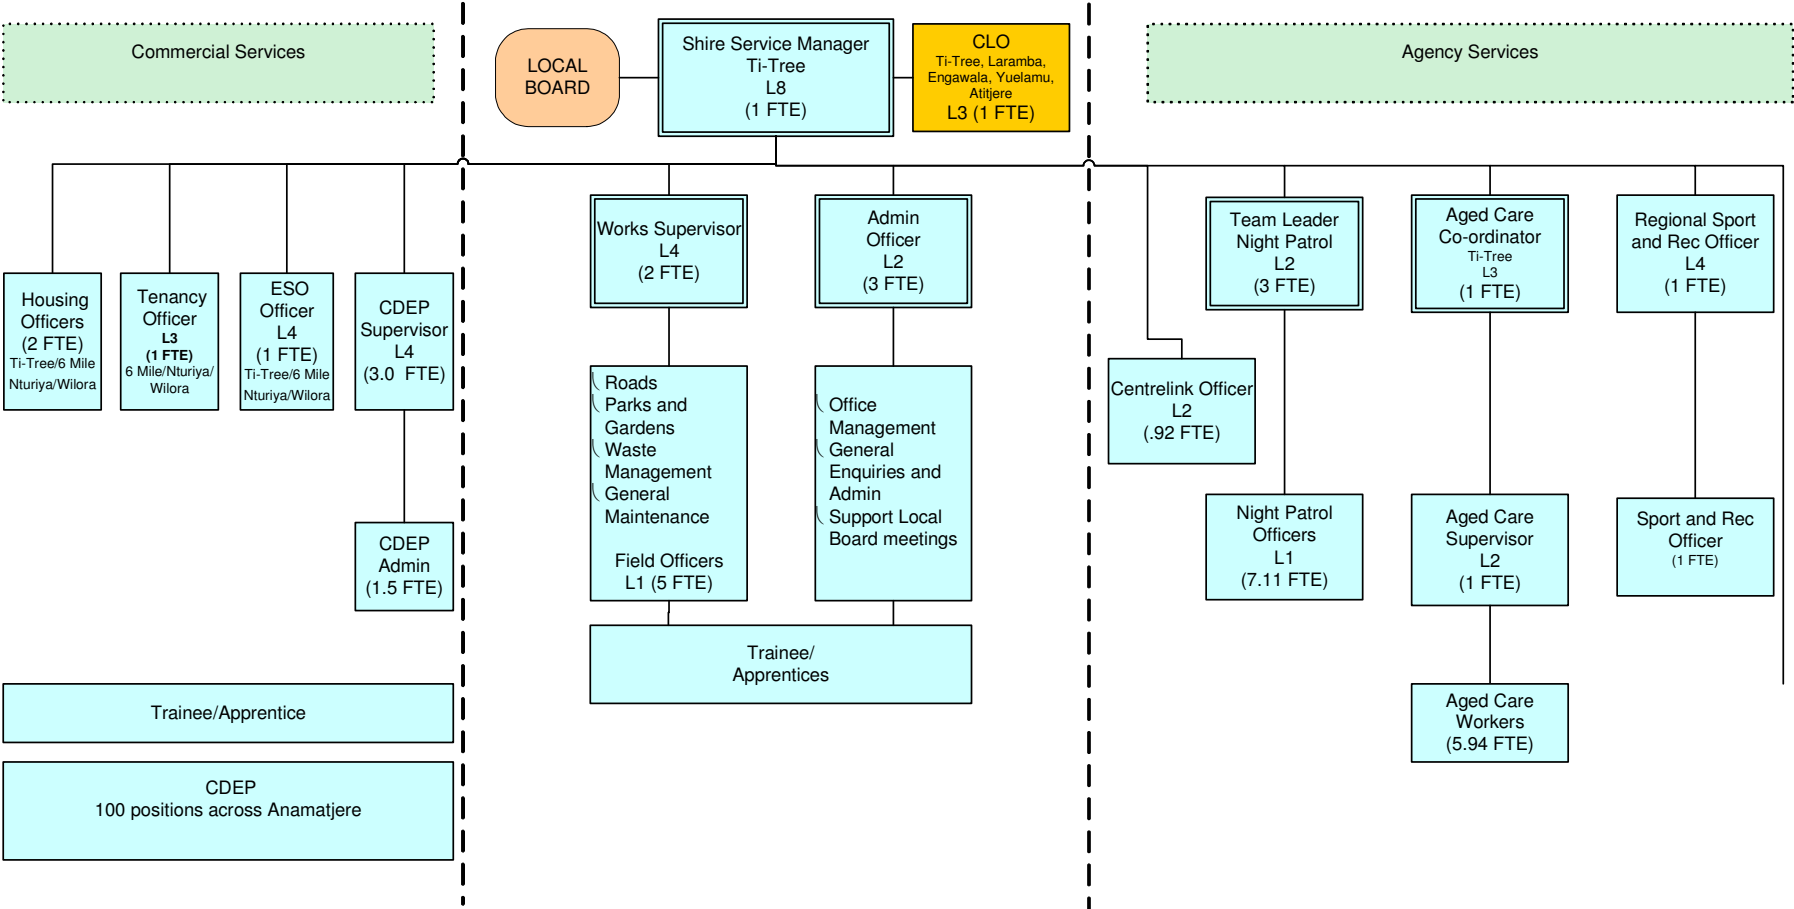 Commercial Services
LOCAL
BOARD
Shire Service Manager
Ti-Tree
L8
(1 FTE)
CLO
Ti-Tree, Laramba,
Engawala, Yuelamu,
Atitjere
L3 (1 FTE)
Agency Services
Housing
Officers
(2 FTE)
Ti-Tree/6 Mile
Nturiya/Wilora
Tenancy
Officer
L3
(1 FTE)
6 Mile/Nturiya/
Wilora
ESO
Officer
L4
(1 FTE)
Ti-Tree/6 Mile
Nturiya/Wilora
CDEP
Supervisor
L4
(3.0 FTE)
CDEP
Admin
(1.5 FTE)
Trainee/Apprentice
CDEP
100 positions across Anamatjere
Works Supervisor
L4
(2 FTE)
Roads
Parks and
Gardens
Waste
Management
General
Maintenance
Field Officers
L1 (5 FTE)
Admin
Officer
L2
(3 FTE)
Office
Management
General
Enquiries and
Admin
Support Local
Board meetings
Trainee/
Apprentices
Centrelink Officer
L2
(.92 FTE)
Team Leader
Night Patrol
L2
(3 FTE)
Night Patrol
Officers
L1
(7.11 FTE)
Aged Care
Co-ordinator
Ti-Tree
L3
(1 FTE)
Aged Care
Supervisor
L2
(1 FTE)
Aged Care
Workers
(5.94 FTE)
Regional Sport
and Rec Officer
L4
(1 FTE)
Sport and Rec
Officer
(1 FTE)